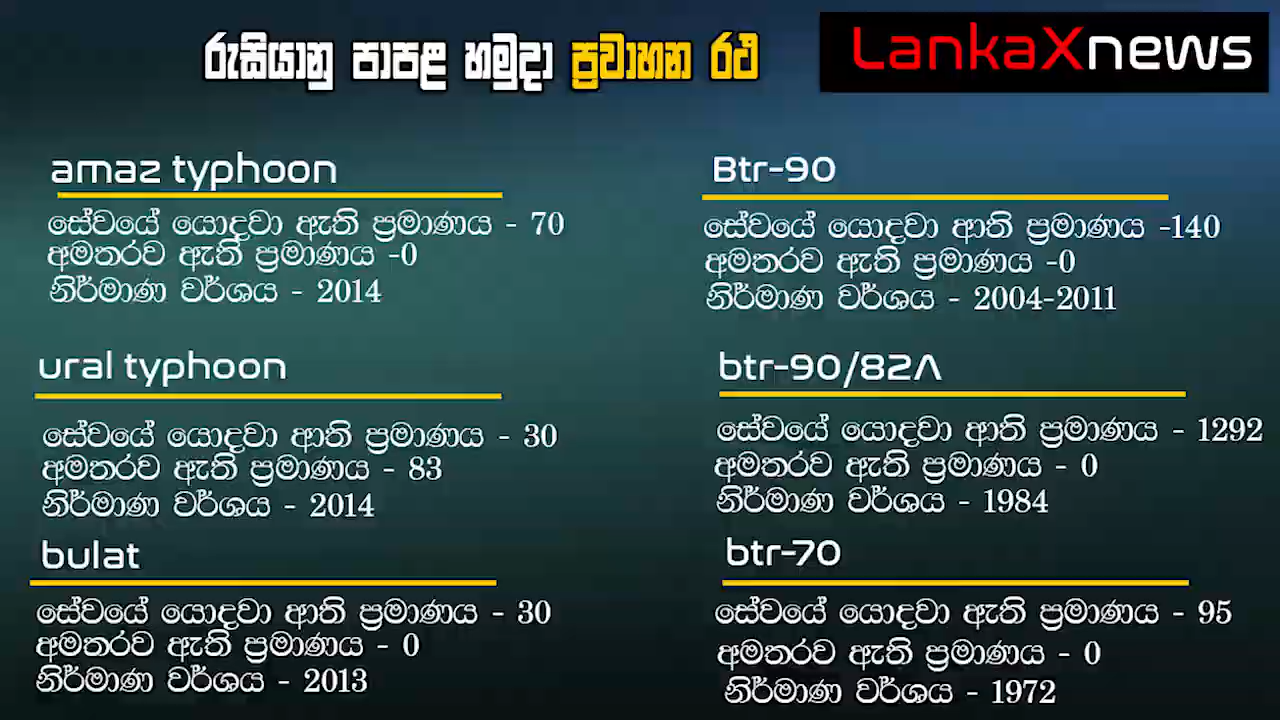 රුසියානු පාපළ හමුදා ප්‍රවාහන රථ
LankaXnews
amaz typhoon
සේවයේ යොදවා ඇති ප්‍රමාණය - 70
අමතරව ඇති ප්‍රමාණය -0
නිර්මාණ වර්ශය - 2014
ural typhoon
සේවයේ යොදවා ආති ප්‍රමාණය - 30
අමතරව ඇති ප්‍රමාණය - 83
නිර්මාණ වර්ශය - 2014
bulat
සේවයේ යොදවා ආති ප්‍රමාණය - 30
අමතරව ඇති ප්‍රමාණය - 0
නිර්මාණ වර්ශය - 2013
Btr-90
සේවයේ යොදවා ආති ප්‍රමාණය -140
අමතරව ඇති ප්‍රමාණය -0
නිර්මාණ වර්ශය - 2004-2011
btr-90/82A
සේවයේ යොදවා ආති ප්‍රමාණය - 1292
අමතරව ඇති ප්‍රමාණය - 0
නිර්මාණ වර්ශය - 1984
btr-70
සේවයේ යොදවා ඇති ප්‍රමාණය - 95
අමතරව ඇති ප්‍රමාණය - 0
නිර්මාණ වර්ශය - 1972